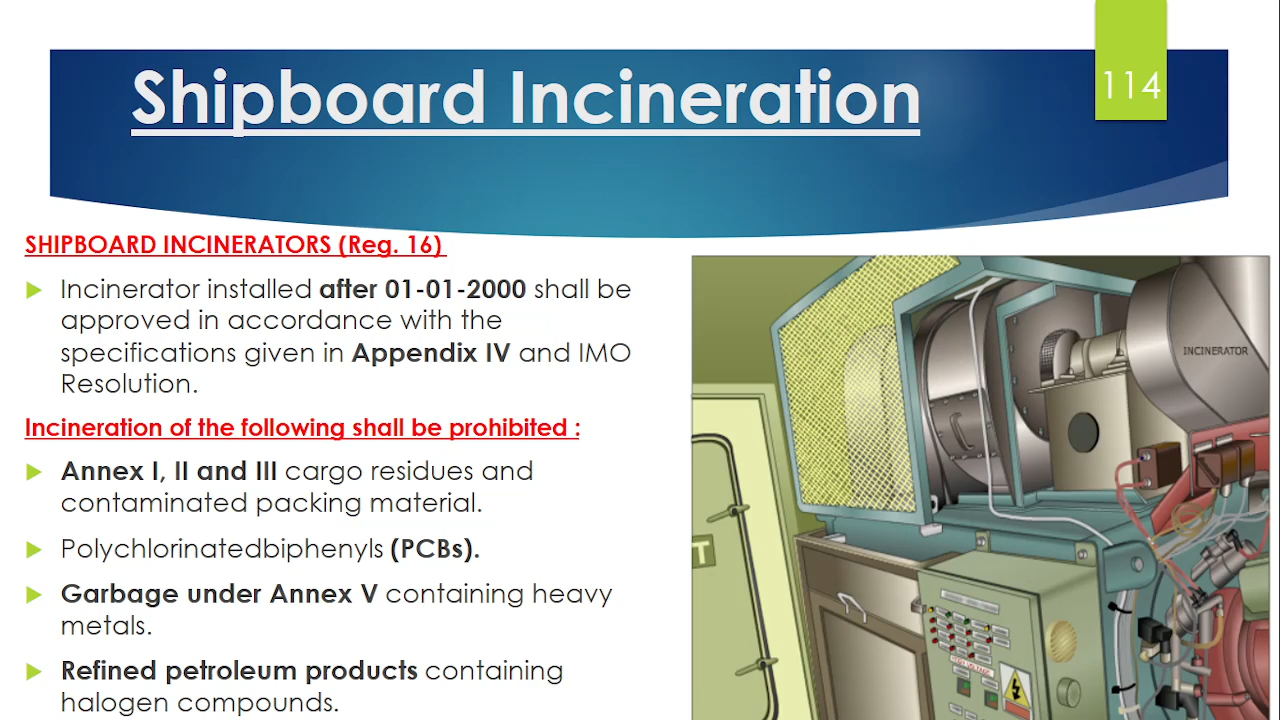 Shipboard Incineration
114
SHIPBOARD INCINERATORS (Reg. 16)
Incinerator installed after 01-01-2000 shall be
approved in accordance with the
specifications given in Appendix IV and IMO
Resolution.
Incineration of the following shall be prohibited :
Annex I, II and III cargo residues and
contaminated packing material.
Polychlorinatedbiphenyls (PCBs).
Garbage under Annex V containing heavy
metals.
Refined petroleum products containing
halogen compounds.
INCINERATOR
T
HIGH VOLTAGE